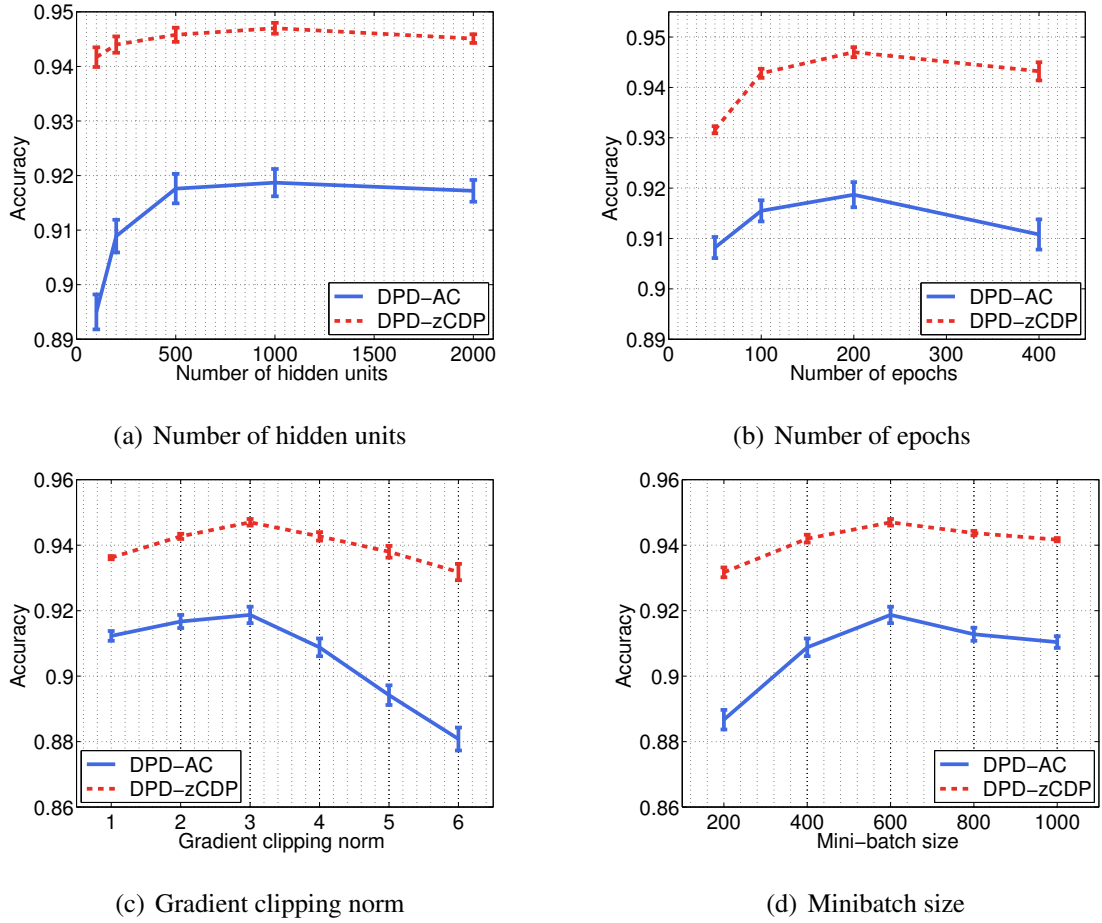 0.95
0.94
0.93
0.92
0.91
0.9
0.89
Accuracy
0 500 1000 1500 2000
Number of hidden units
DPD−AC
DPD−zCDP
(a) Number of hidden units
0.95
0.94
0.93
0.92
0.91
0.9
0.89
Accuracy
0 100 200 300 400
Number of epochs
DPD−AC
DPD−zCDP
(b) Number of epochs
0.96
0.94
0.92
0.9
0.88
0.86
Accuracy
1 2 3 4 5 6
Gradient clipping norm
DPD−AC
DPD−zCDP
(c) Gradient clipping norm
0.96
0.94
0.92
0.9
0.88
0.86
Accuracy
200 400 600 800 1000
Mini−batch size
DPD−AC
DPD−zCDP
(d) Minibatch size